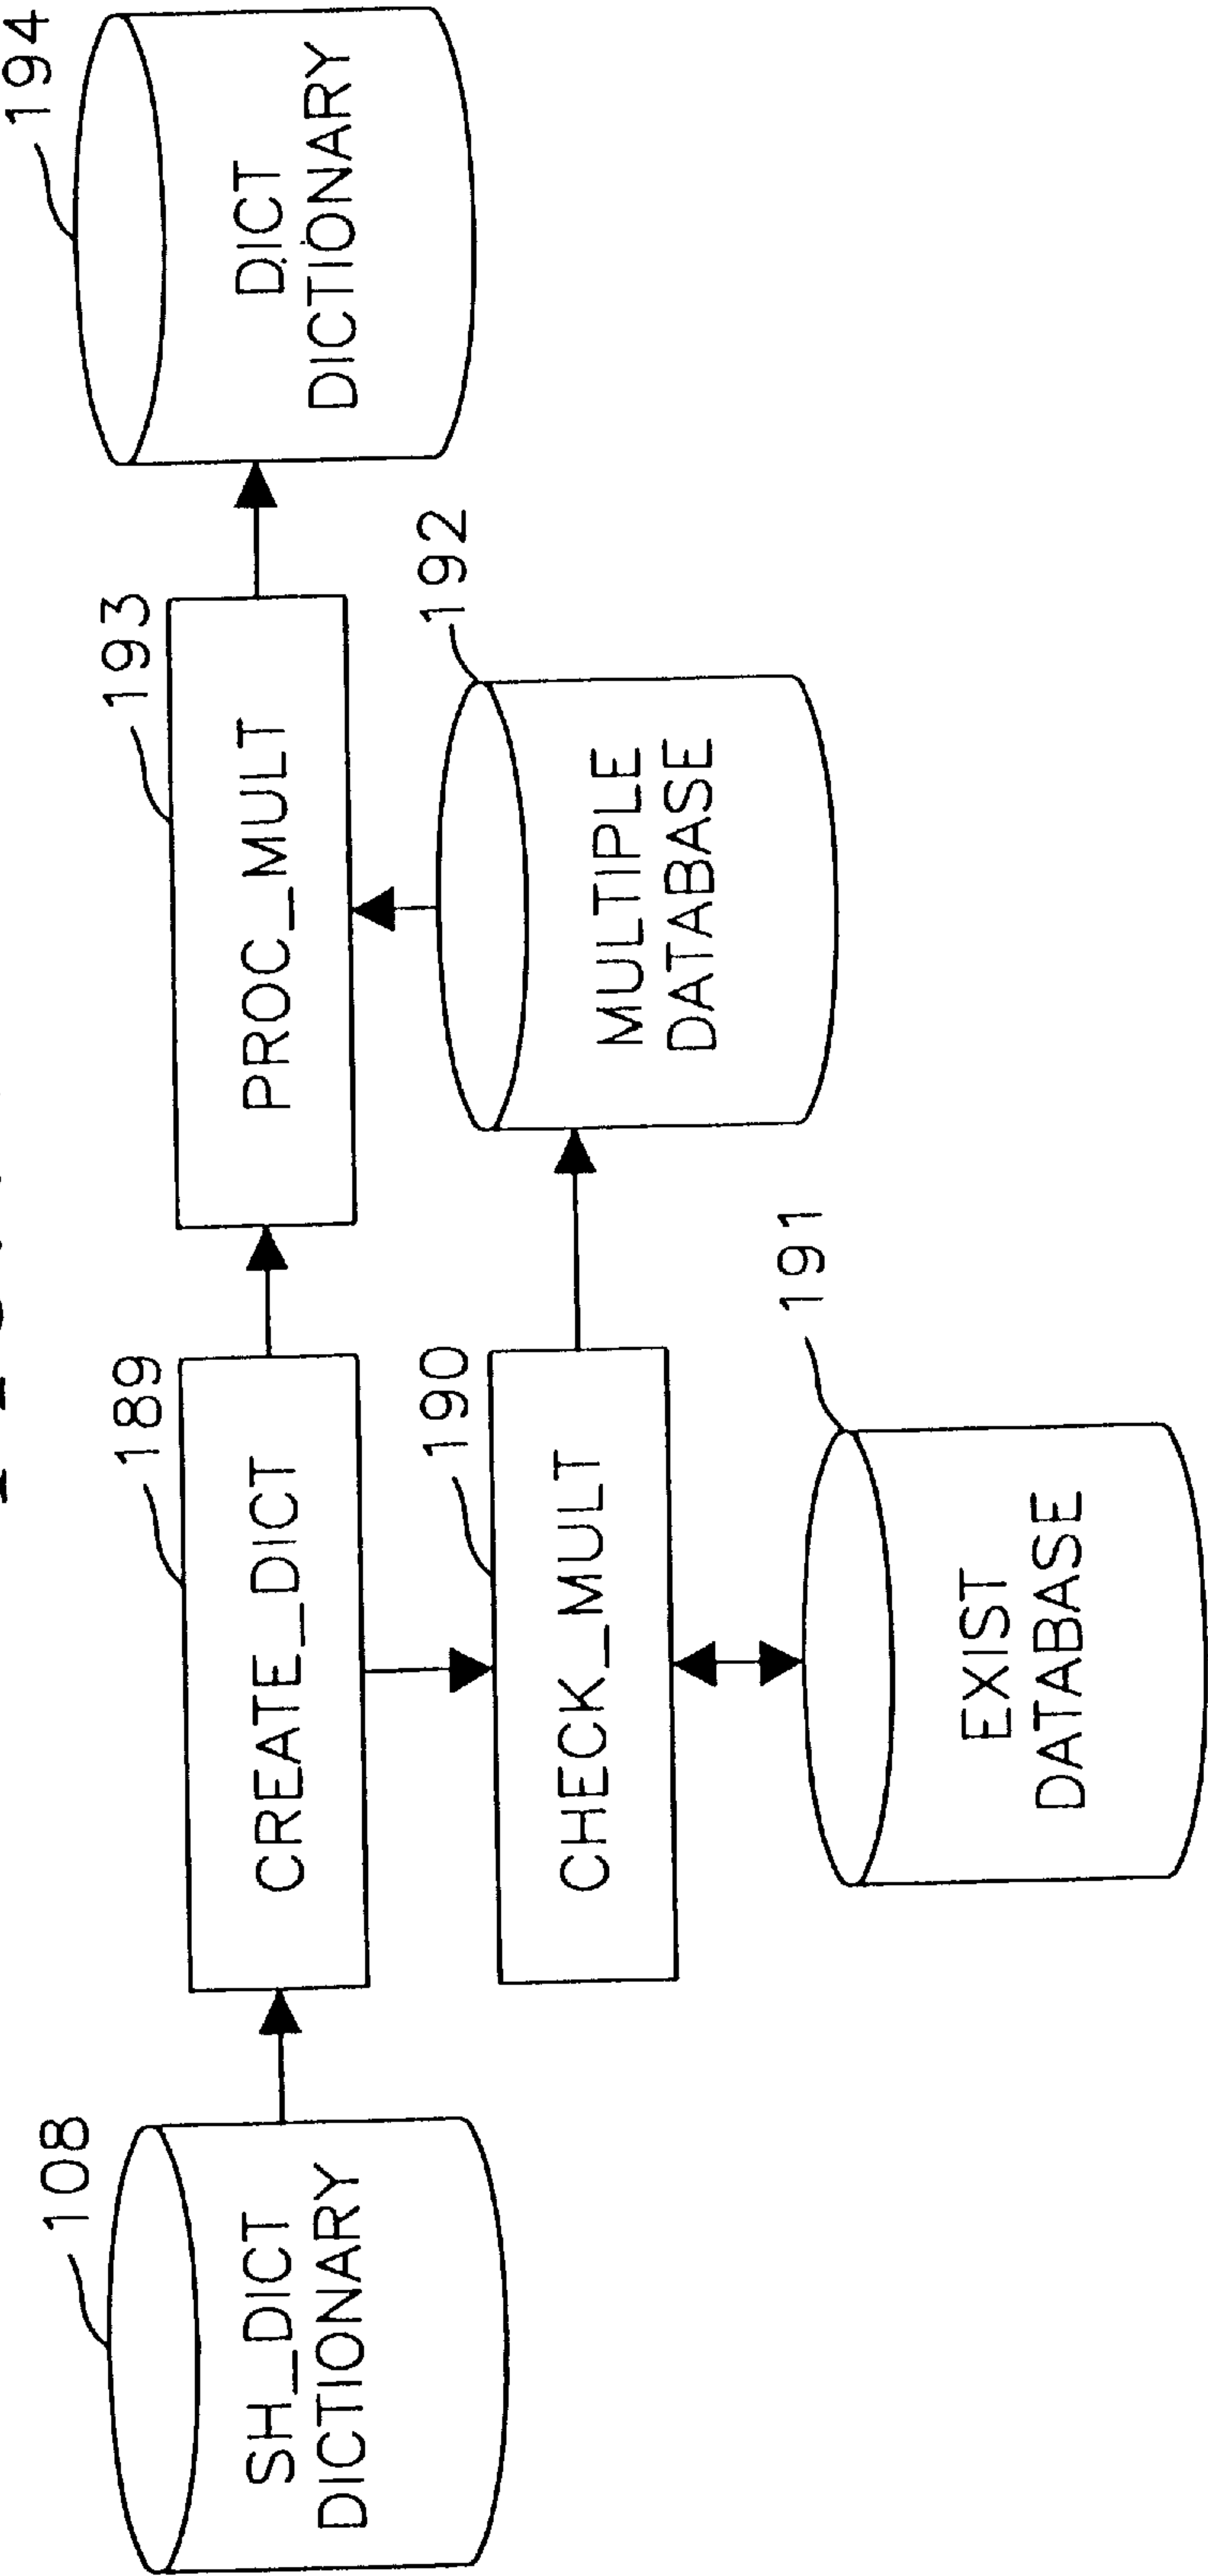 108
SH_DICT
DICTIONARY
189
CREATE_DICT
190
CHECK_MULT
191
EXIST
DATABASE
193
PROC_MULT
192
MULTIPLE
DATABASE
194
DICT
DICTIONARY